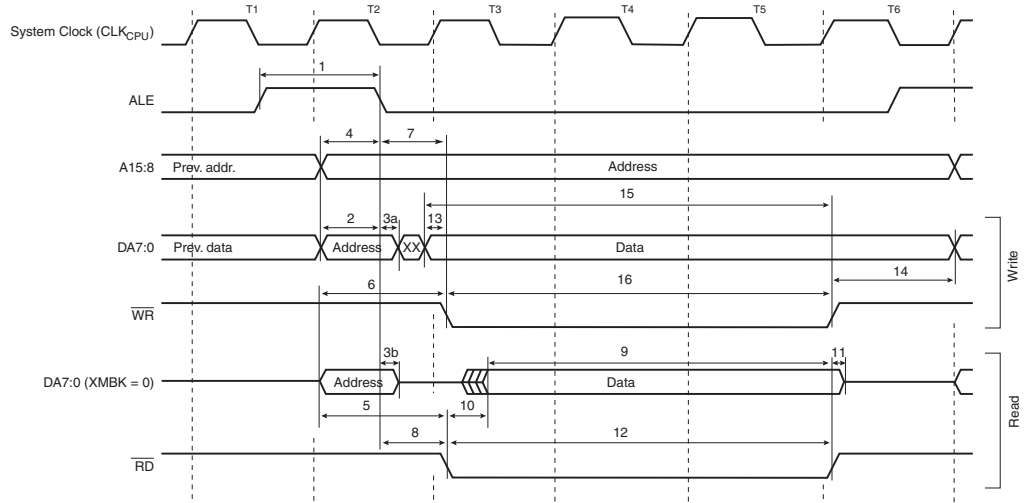 T1 T2 T3 T4 T5 T6
System Clock (CLKCPU)
1
ALE
4 7
A15:8 Prev. addr. Address
15
2 3a 13
DA7:0 Prev. data Address XX Data
14
6 16
WR
Write
3b 9 11
DA7:0 (XMBK = 0) Address Data
5 10
8 12
RD
Read